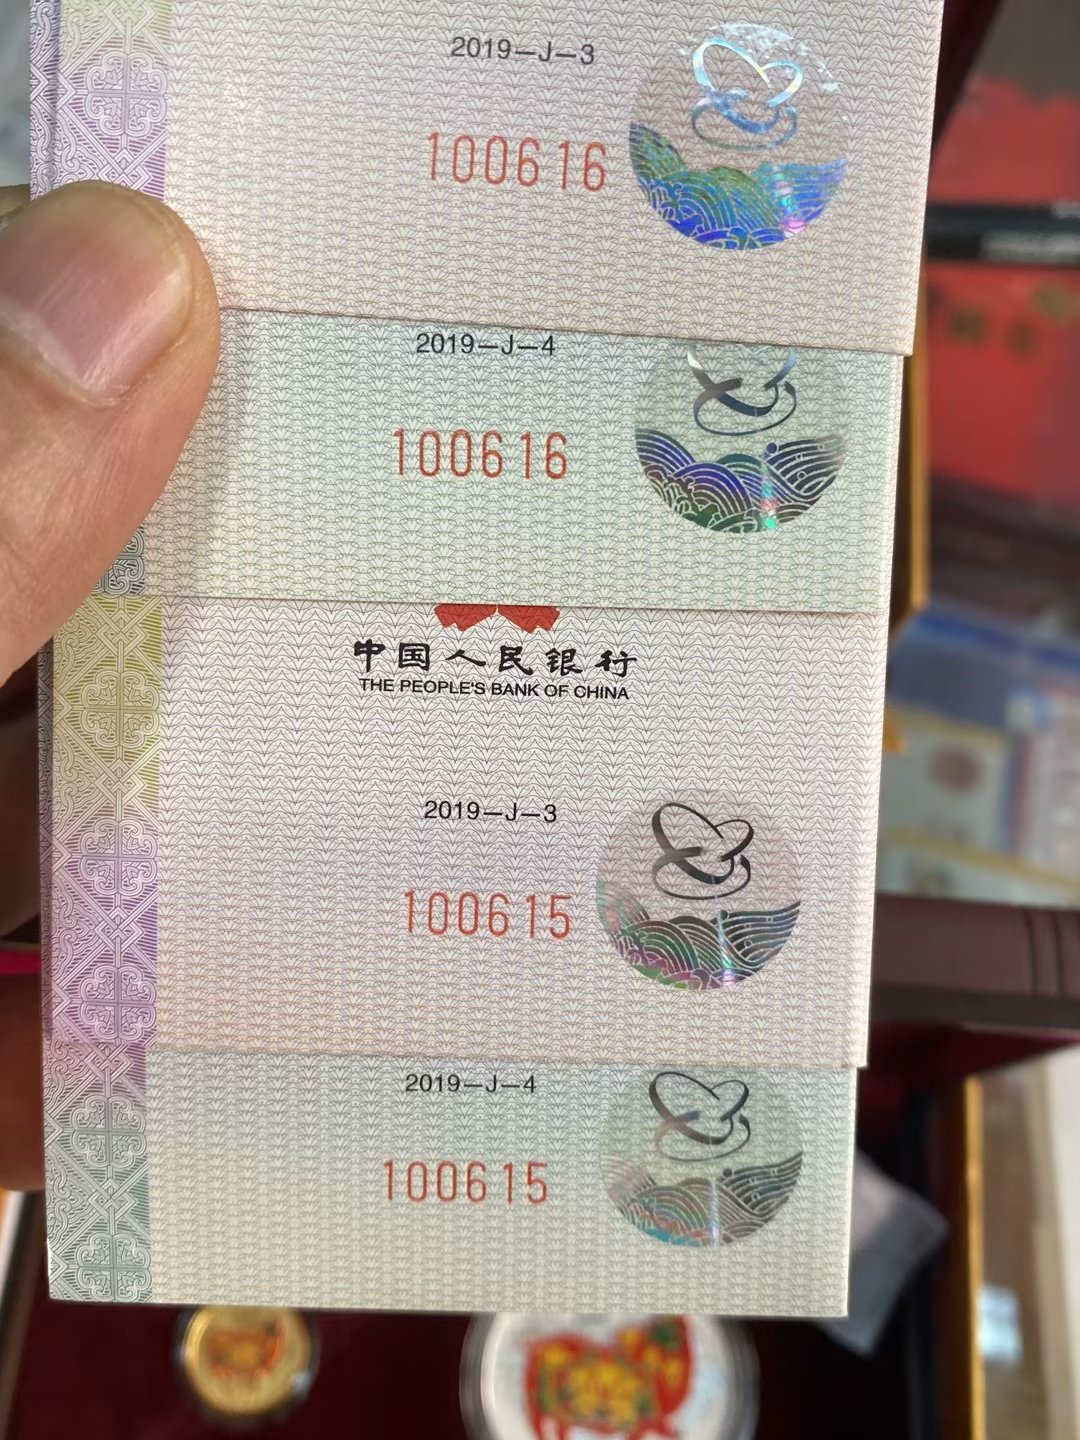 2019-J-3
100616
2019-J-4
100616
中国人民银行
THE PEOPLE'S BANK OF CHINA
2019-J-3
100615
2019-J-4
100615